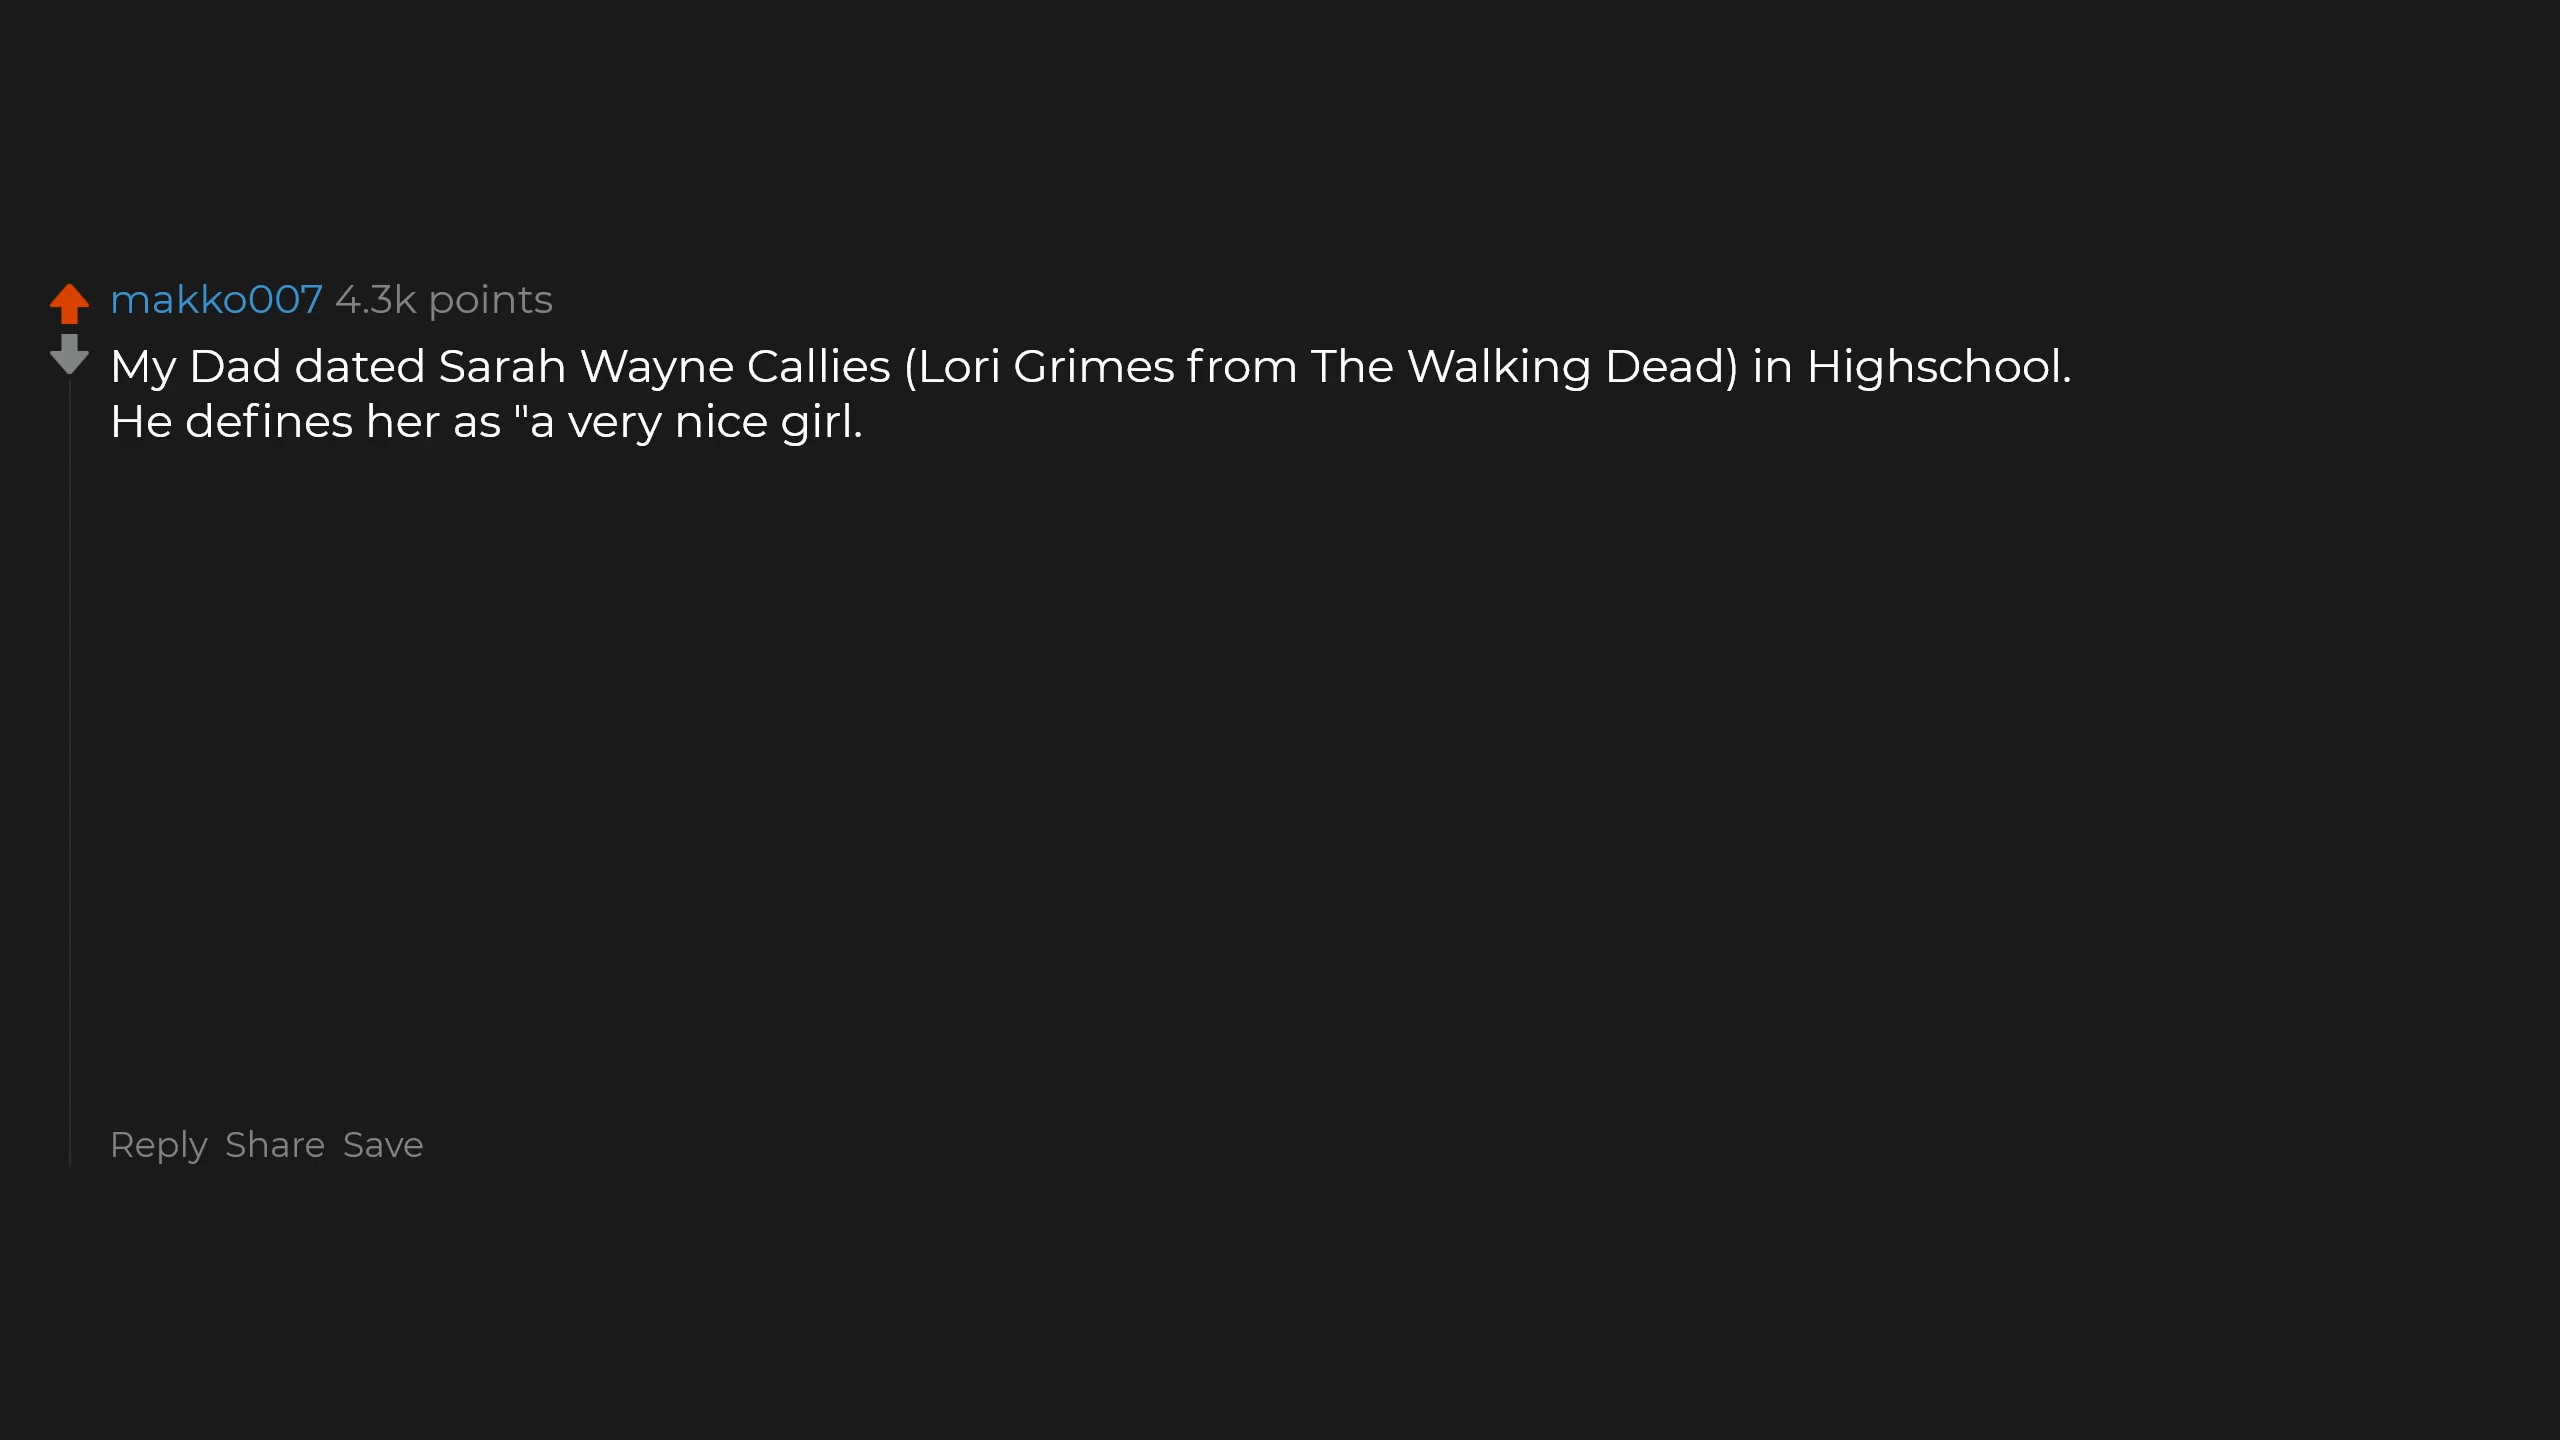 makko007 4.3k points
My Dad dated Sarah Wayne Callies (Lori Grimes from The Walking Dead) in Highschool.
He defines her as "a very nice girl.
Reply Share Save